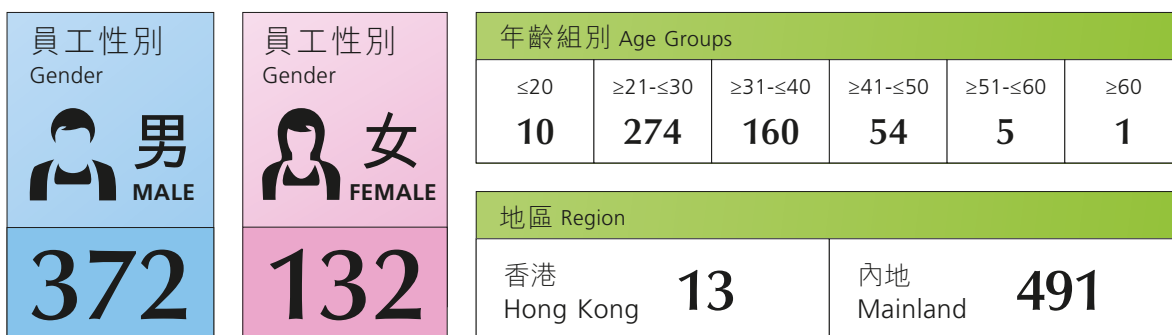 員工性別
Gender
男
MALE
372
員工性別
Gender
女
FEMALE
132
年齡組別 Age Groups
≤20 ≥21-≤30 ≥31-≤40 ≥41-≤50 ≥51-≤60 ≥60
10 274 160 54 5 1
地區 Region
香港
Hong Kong
13
內地
Mainland
491